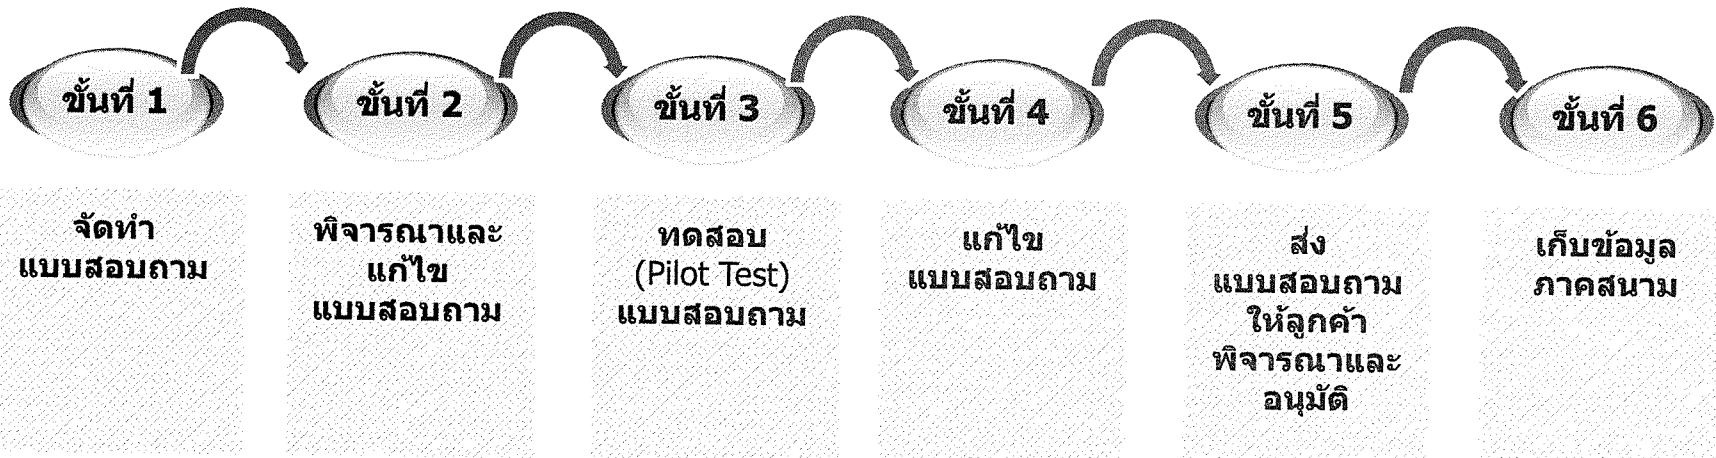 ขั้นที่ 1
ขั้นที่ 2
ขั้นที่ 3
ขั้นที่ 4
ขั้นที่ 5
ขั้นที่ 6
จัดทำ
แบบสอบถาม
พิจารณาและ
แก้ไข
แบบสอบถาม
ทดสอบ
(Pilot Test)
แบบสอบถาม
แก้ไข
แบบสอบถาม
ส่ง
แบบสอบถาม
ให้ลูกค้า
พิจารณาและ
อนุมัติ
เก็บข้อมูล
ภาคสนาม